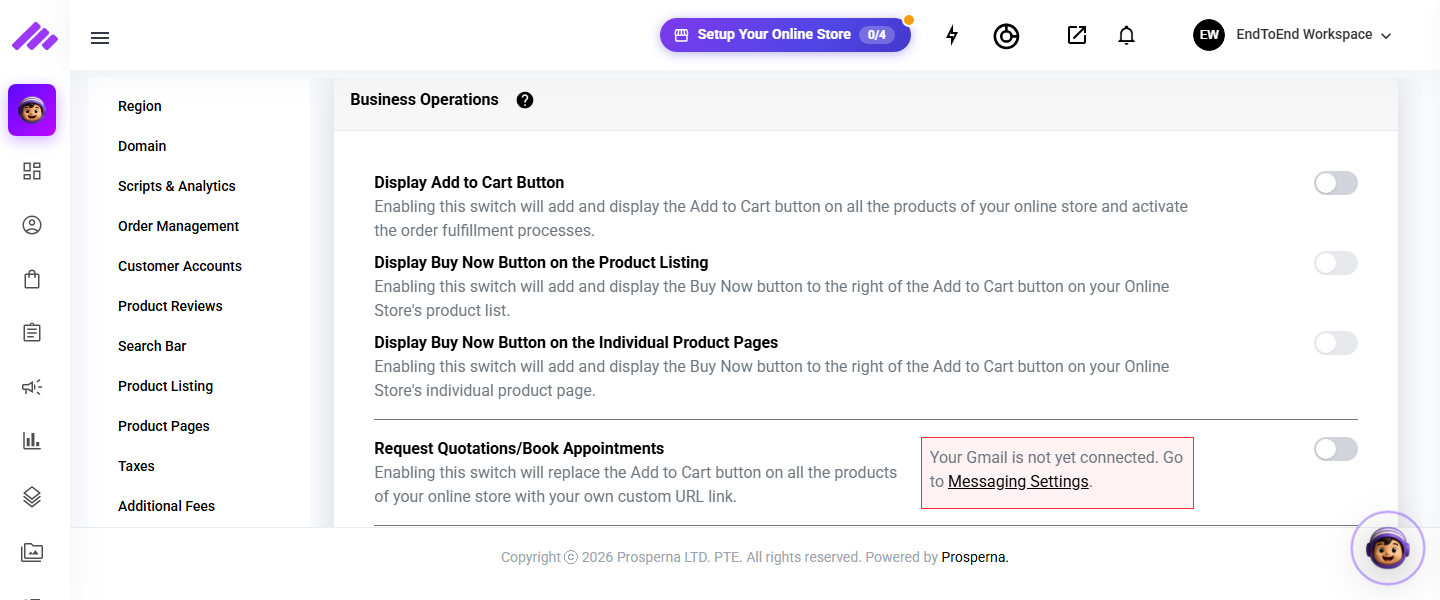 Setup Your Online Store 0/4
EW EndToEnd Workspace
Region
Domain
Scripts & Analytics
Order Management
Customer Accounts
Product Reviews
Search Bar
Product Listing
Product Pages
Taxes
Additional Fees
Business Operations
Display Add to Cart Button
Enabling this switch will add and display the Add to Cart button on all the products of your online store and activate
the order fulfillment processes.
Display Buy Now Button on the Product Listing
Enabling this switch will add and display the Buy Now button to the right of the Add to Cart button on your Online
Store's product list.
Display Buy Now Button on the Individual Product Pages
Enabling this switch will add and display the Buy Now button to the right of the Add to Cart button on your Online
Store's individual product page.
Request Quotations/Book Appointments
Enabling this switch will replace the Add to Cart button on all the products
of your online store with your own custom URL link.
Your Gmail is not yet connected. Go
to Messaging Settings.
Copyright © 2026 Prosperna LTD. PTE. All rights reserved. Powered by Prosperna.